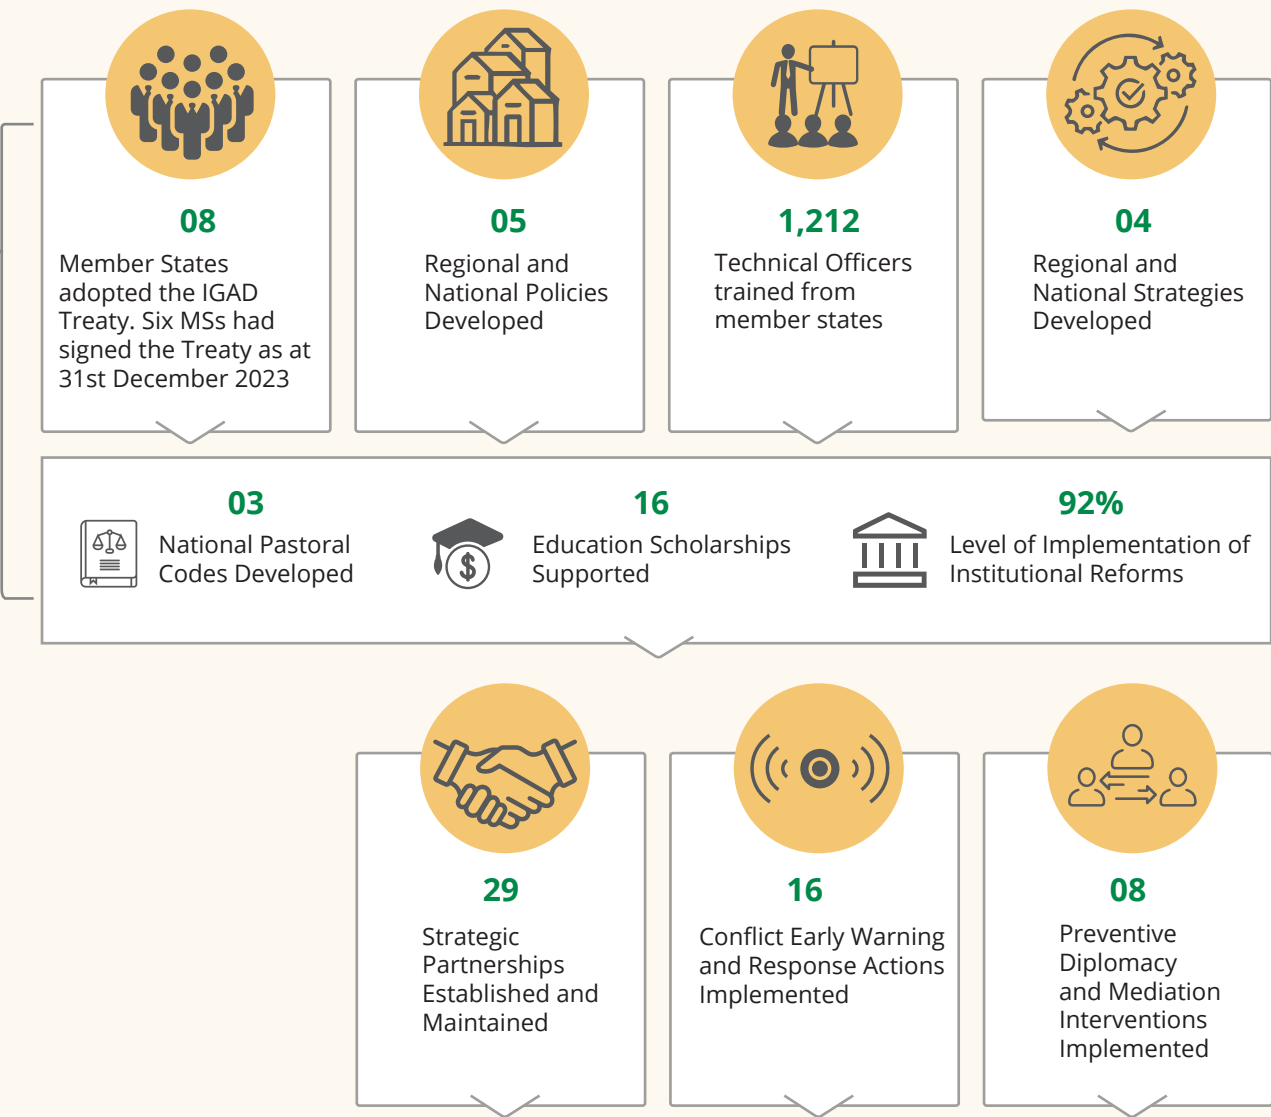 08
Member States
adopted the IGAD
Treaty. Six MSs had
signed the Treaty as at
31st December 2023
05
Regional and
National Policies
Developed
1,212
Technical Officers
trained from
member states
04
Regional and
National Strategies
Developed
03
National Pastoral
Codes Developed
$
16
Education Scholarships
Supported
92%
Level of Implementation of
Institutional Reforms
29
Strategic
Partnerships
Established and
Maintained
16
Conflict Early Warning
and Response Actions
Implemented
08
Preventive
Diplomacy
and Mediation
Interventions
Implemented